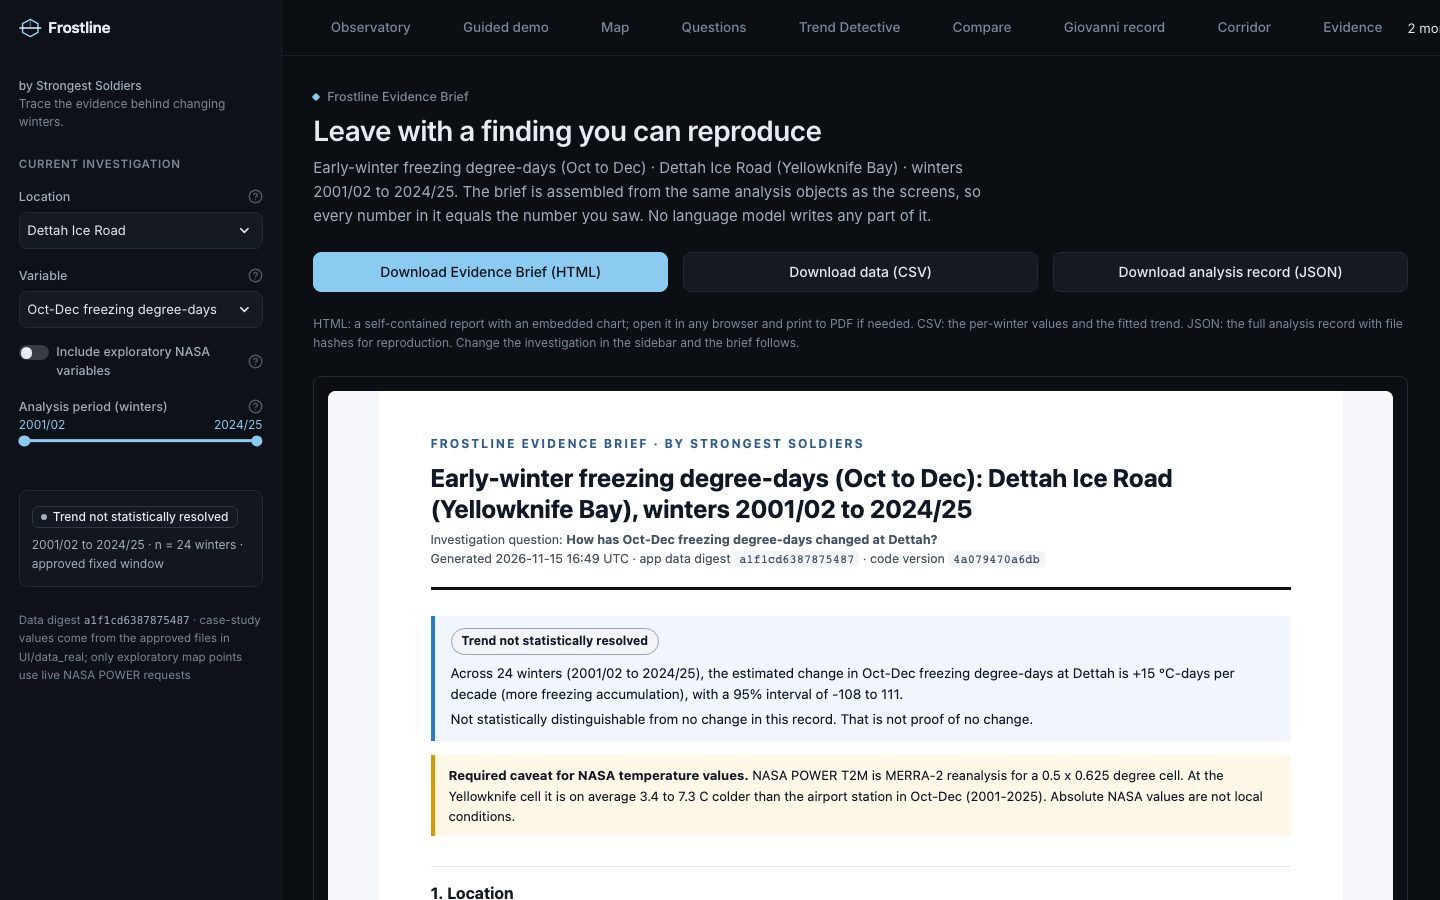 Frostline
by Strongest Soldiers
Trace the evidence behind changing
winters.
CURRENT INVESTIGATION
Location
Dettah Ice Road
Variable
Oct-Dec freezing degree-days
Include exploratory NASA
variables
Analysis period (winters)
2001/02 2024/25
Trend not statistically resolved
2001/02 to 2024/25 · n = 24 winters ·
approved fixed window
Data digest a1f1cd6387875487 · case-study
values come from the approved files in
UI/data_real; only exploratory map points
use live NASA POWER requests
Observatory Guided demo Map Questions Trend Detective Compare Giovanni record Corridor Evidence 2 mo
Frostline Evidence Brief
Leave with a finding you can reproduce
Early-winter freezing degree-days (Oct to Dec) · Dettah Ice Road (Yellowknife Bay) · winters
2001/02 to 2024/25. The brief is assembled from the same analysis objects as the screens, so
every number in it equals the number you saw. No language model writes any part of it.
Download Evidence Brief (HTML) Download data (CSV) Download analysis record (JSON)
HTML: a self-contained report with an embedded chart; open it in any browser and print to PDF if needed. CSV: the per-winter values and the fitted trend. JSON: the full analysis record with file
hashes for reproduction. Change the investigation in the sidebar and the brief follows.
FROSTLINE EVIDENCE BRIEF · BY STRONGEST SOLDIERS
Early-winter freezing degree-days (Oct to Dec): Dettah Ice Road
(Yellowknife Bay), winters 2001/02 to 2024/25
Investigation question: How has Oct-Dec freezing degree-days changed at Dettah?
Generated 2026-11-15 16:49 UTC · app data digest a1f1cd6387875487 · code version 4a079470a6db
Trend not statistically resolved
Across 24 winters (2001/02 to 2024/25), the estimated change in Oct-Dec freezing degree-days at Dettah is +15 °C-days per
decade (more freezing accumulation), with a 95% interval of -108 to 111.
Not statistically distinguishable from no change in this record. That is not proof of no change.
Required caveat for NASA temperature values. NASA POWER T2M is MERRA-2 reanalysis for a 0.5 x 0.625 degree cell. At the
Yellowknife cell it is on average 3.4 to 7.3 C colder than the airport station in Oct-Dec (2001-2025). Absolute NASA values are not local
conditions.
1. Location